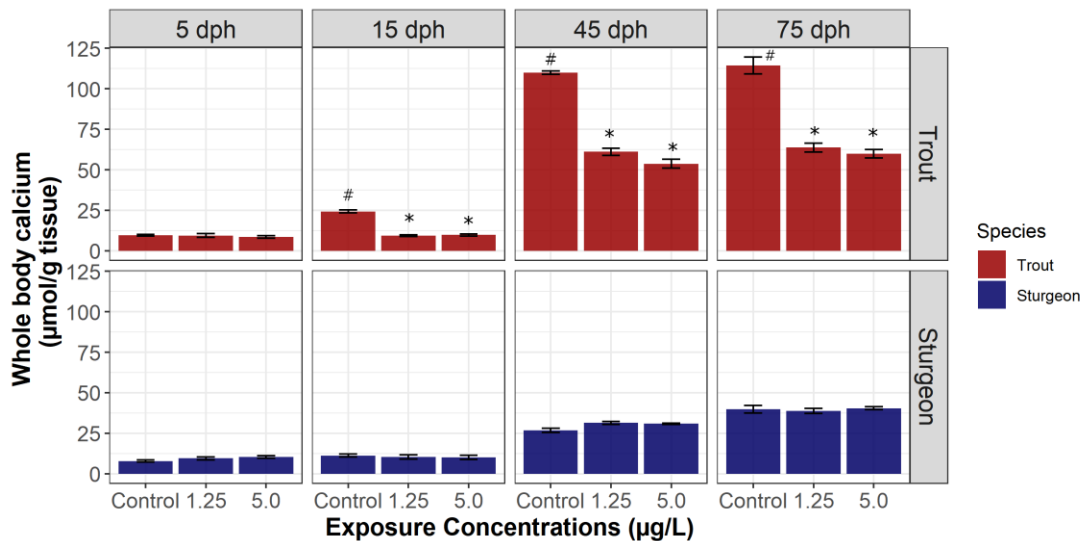 5 dph 15 dph 45 dph 75 dph
Whole body calcium
(µmol/g tissue)
125
100
75
50
25
0
# * *
# * *
# * *
Trout
125
100
75
50
25
0
Sturgeon
Control 1.25 5.0 Control 1.25 5.0 Control 1.25 5.0 Control 1.25 5.0
Exposure Concentrations (µg/L)
Species
Trout
Sturgeon